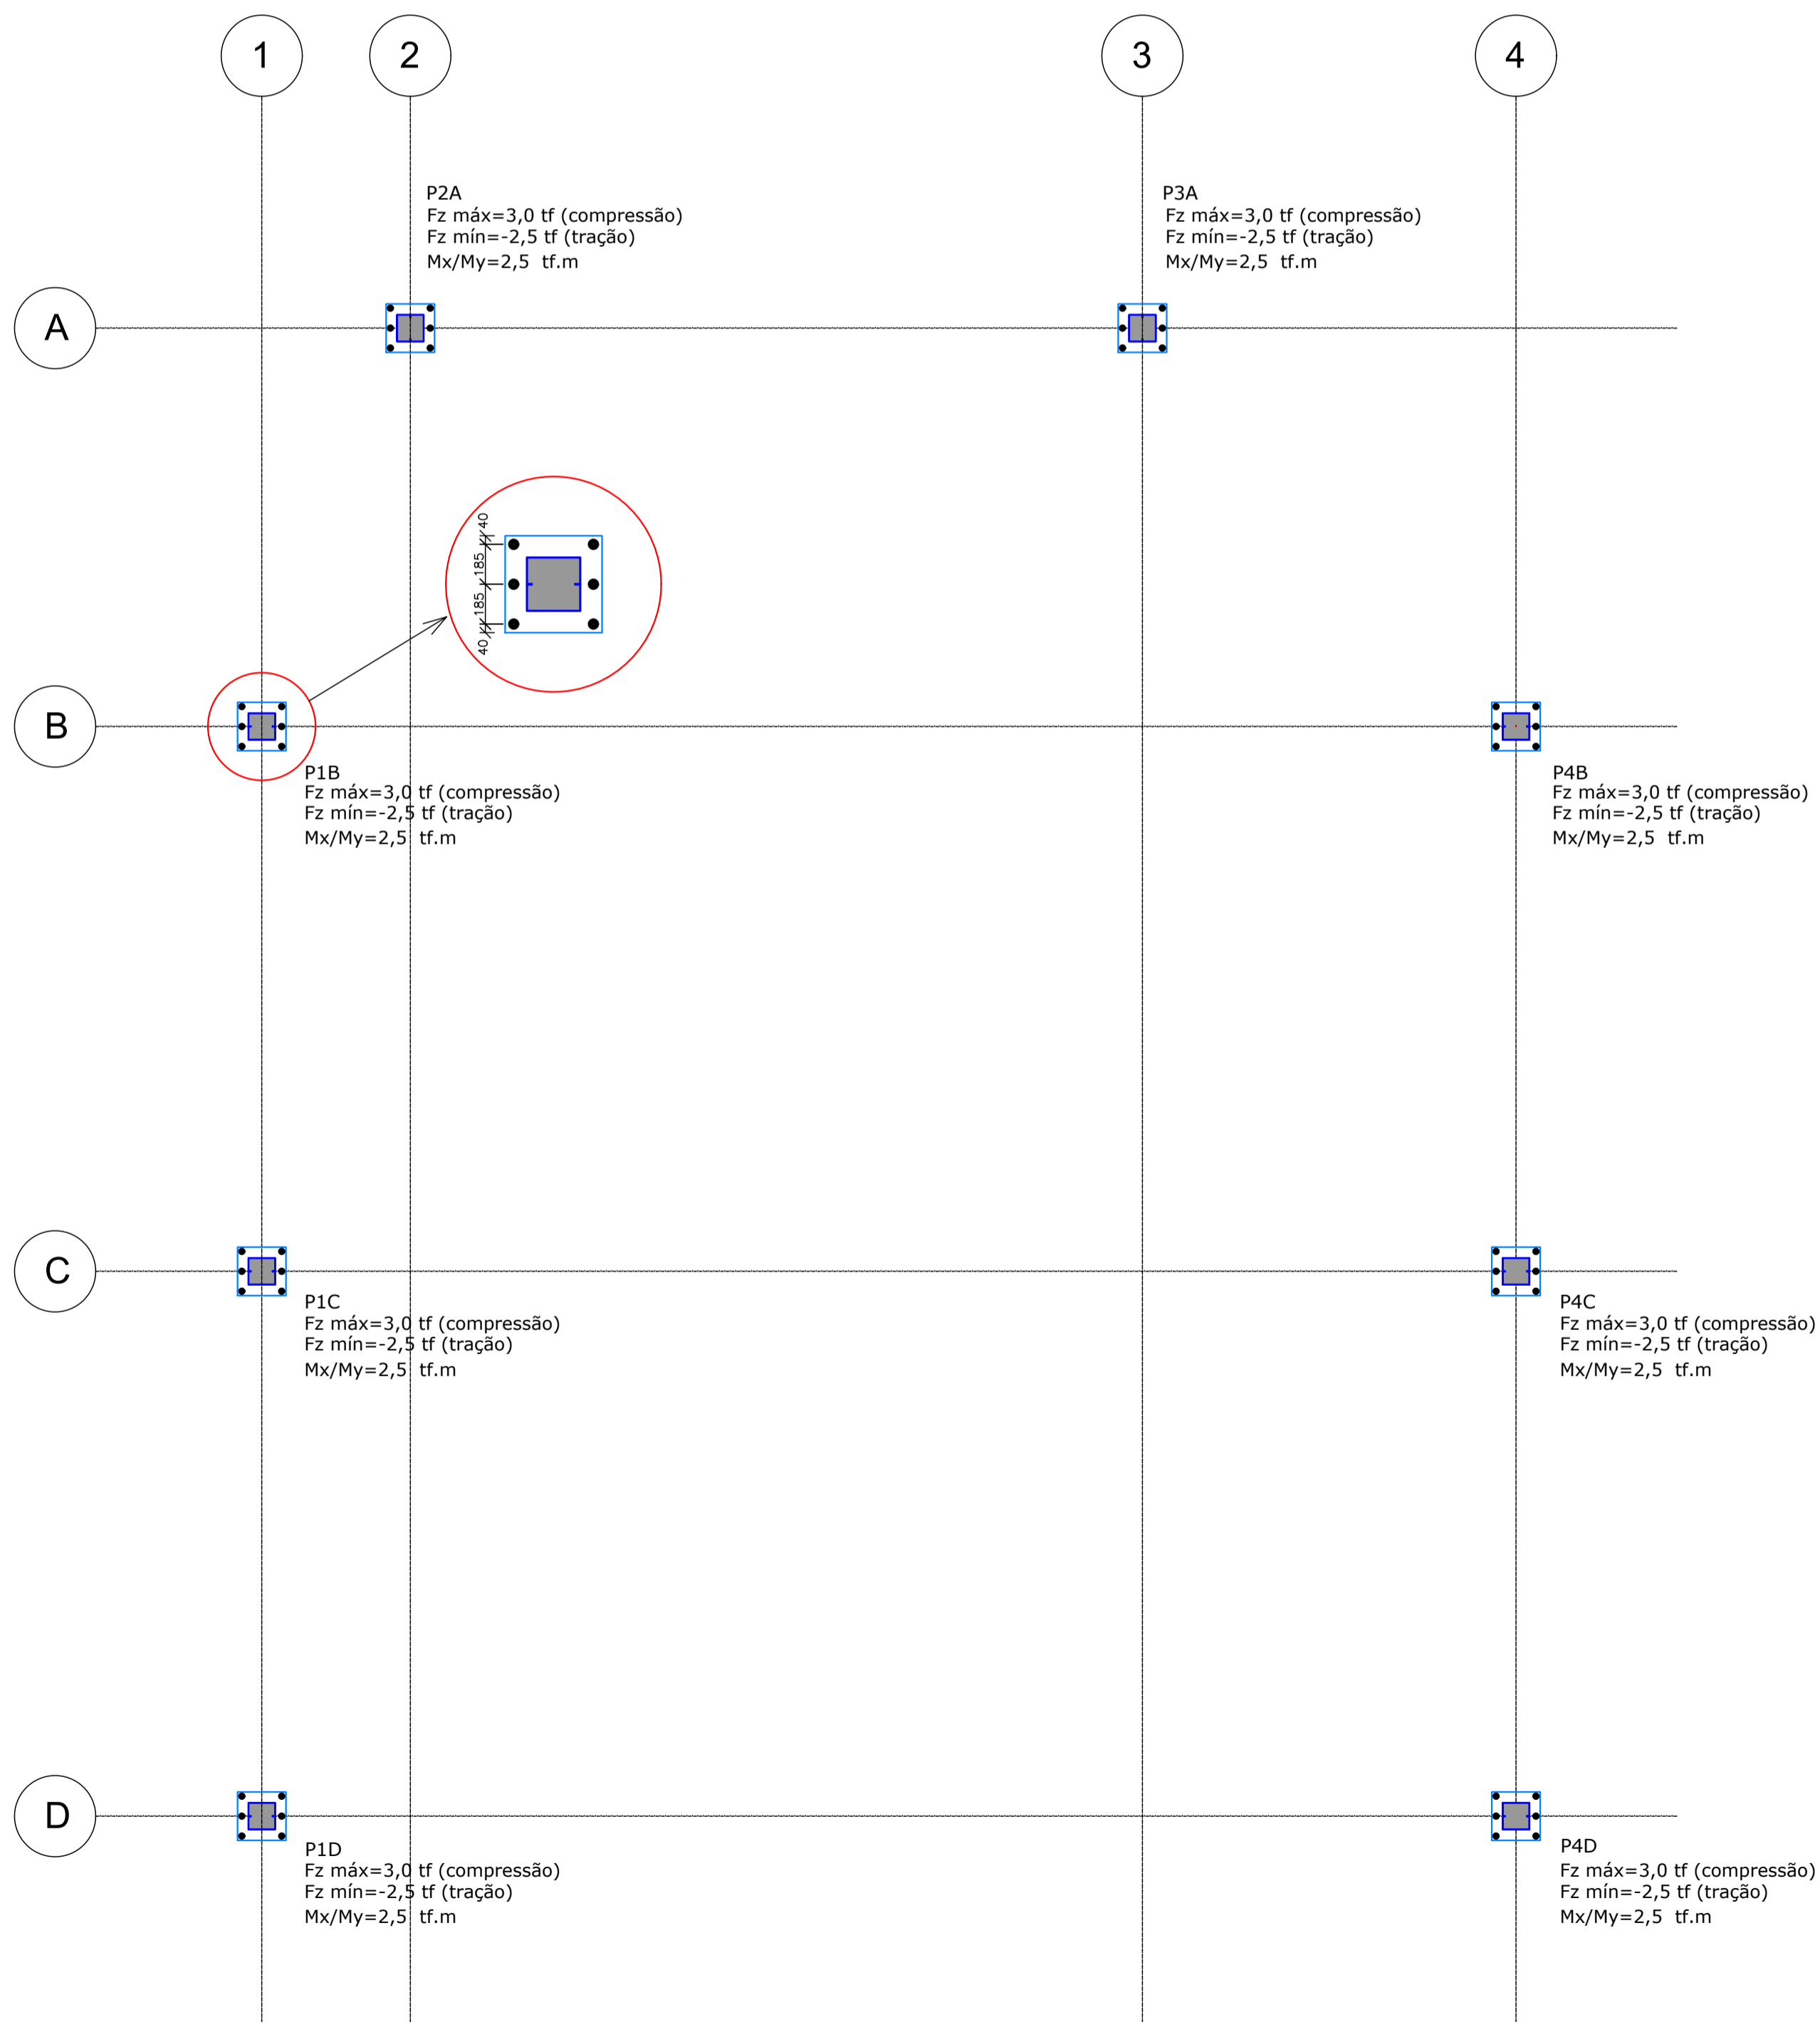 1
2
3
4
P2A
Fz máx=3,0 tf (compressão)
Fz mín=-2,5 tf (tração)
Mx/My=2,5 tf.m
P3A
Fz máx=3,0 tf (compressão)
Fz mín=-2,5 tf (tração)
Mx/My=2,5 tf.m
A
40
185
185
40
B
P1B
Fz máx=3,0 tf (compressão)
Fz mín=-2,5 tf (tração)
Mx/My=2,5 tf.m
P4B
Fz máx=3,0 tf (compressão)
Fz mín=-2,5 tf (tração)
Mx/My=2,5 tf.m
C
P1C
Fz máx=3,0 tf (compressão)
Fz mín=-2,5 tf (tração)
Mx/My=2,5 tf.m
P4C
Fz máx=3,0 tf (compressão)
Fz mín=-2,5 tf (tração)
Mx/My=2,5 tf.m
D
P1D
Fz máx=3,0 tf (compressão)
Fz mín=-2,5 tf (tração)
Mx/My=2,5 tf.m
P4D
Fz máx=3,0 tf (compressão)
Fz mín=-2,5 tf (tração)
Mx/My=2,5 tf.m